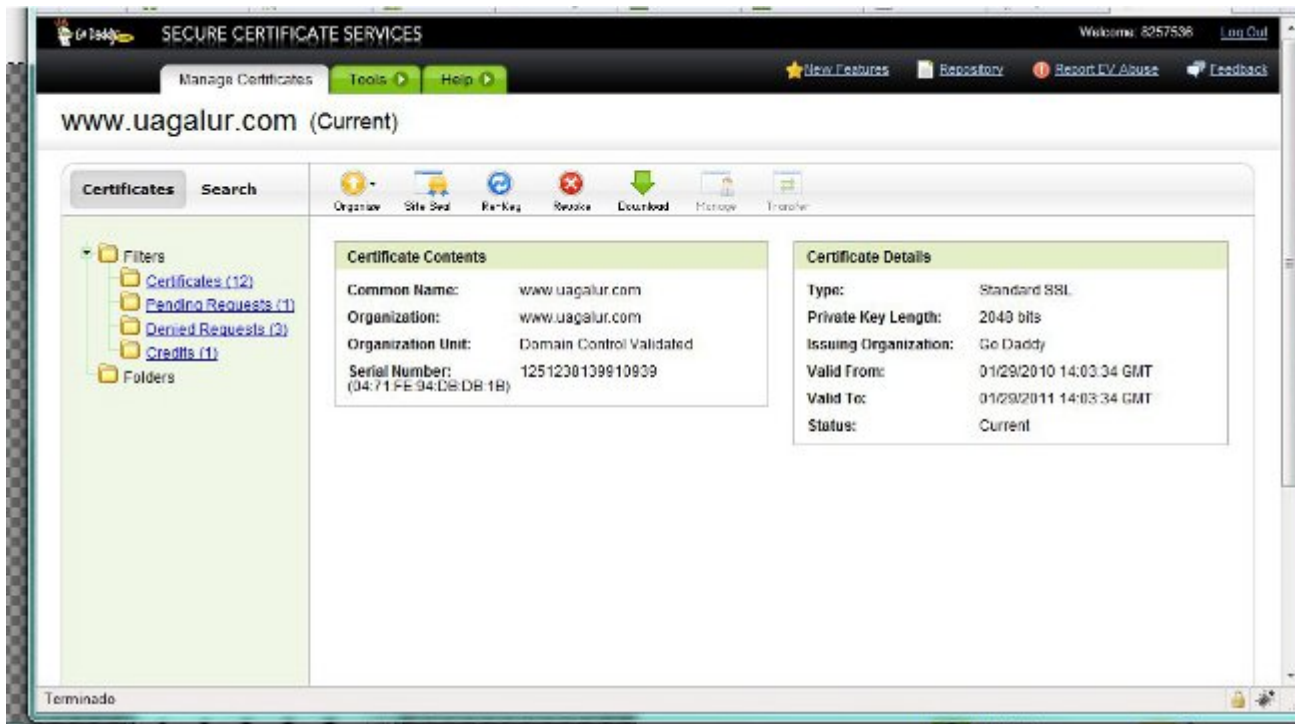 Go Daddy SECURE CERTIFICATE SERVICES Welcome: 8257536 Log Out
Manage Certificates Tools Help New Features Repository Report EV Abuse Feedback
www.uagalur.com (Current)
Certificates Search
Organize Site Seal Re-Key Revoke Download Manage Transfer
Filters
Certificates (12)
Pending Requests (1)
Denied Requests (3)
Credits (1)
Folders
Certificate Contents
Common Name: www.uagalur.com
Organization: www.uagalur.com
Organization Unit: Domain Control Validated
Serial Number: 1251238139910939
(04:71:FE:94:DB:DB:1B)
Certificate Details
Type: Standard SSL
Private Key Length: 2048 bits
Issuing Organization: Go Daddy
Valid From: 01/29/2010 14:03:34 GMT
Valid To: 01/29/2011 14:03:34 GMT
Status: Current
Terminado